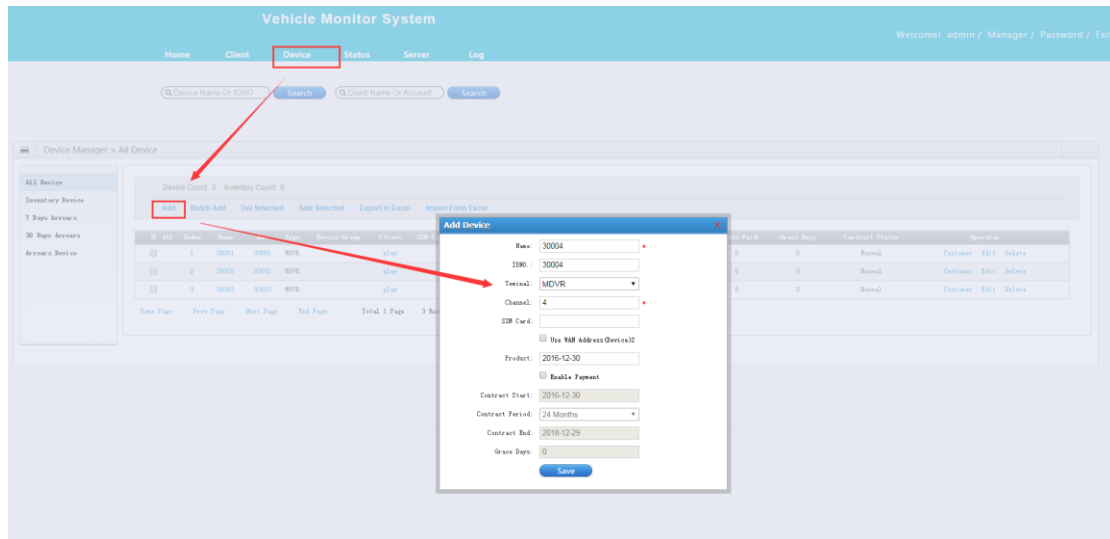 Vehicle Monitor System
Welcome! admin / Manager / Password / Exi
Home Client Device Status Server Log
Device Name Or IDNO Search Client Name Or Account Search
Device Manager » All Device
All Device
Inventory Device
7 Days Arrears
30 Days Arrears
Arrears Device
Device Count: 3 Inventory Count: 0
Add Batch Add Del Selected Sale Selected Export to Excel Import Form Excel
All Index Name Type Device Group Client SIM Grace Days Contract Status Operator
1 30001 30001 MDVR play 0 0 Normal Customer Edit Delete
2 30002 30002 MDVR play 0 0 Normal Customer Edit Delete
3 30003 30003 MDVR play 0 0 Normal Customer Edit Delete
Home Page Prev Page Next Page End Page Total 1 Page 3 Rec
Add Device ×
Name: 30004 *
IDNO.: 30004
Teminal: MDVR
Channel: 4 *
SIM Card:
Use WAN Address(Device)2
Product: 2016-12-30
Enable Payment
Contract Start: 2016-12-30
Contract Period: 24 Months
Contract End: 2018-12-29
Grace Days: 0
Save